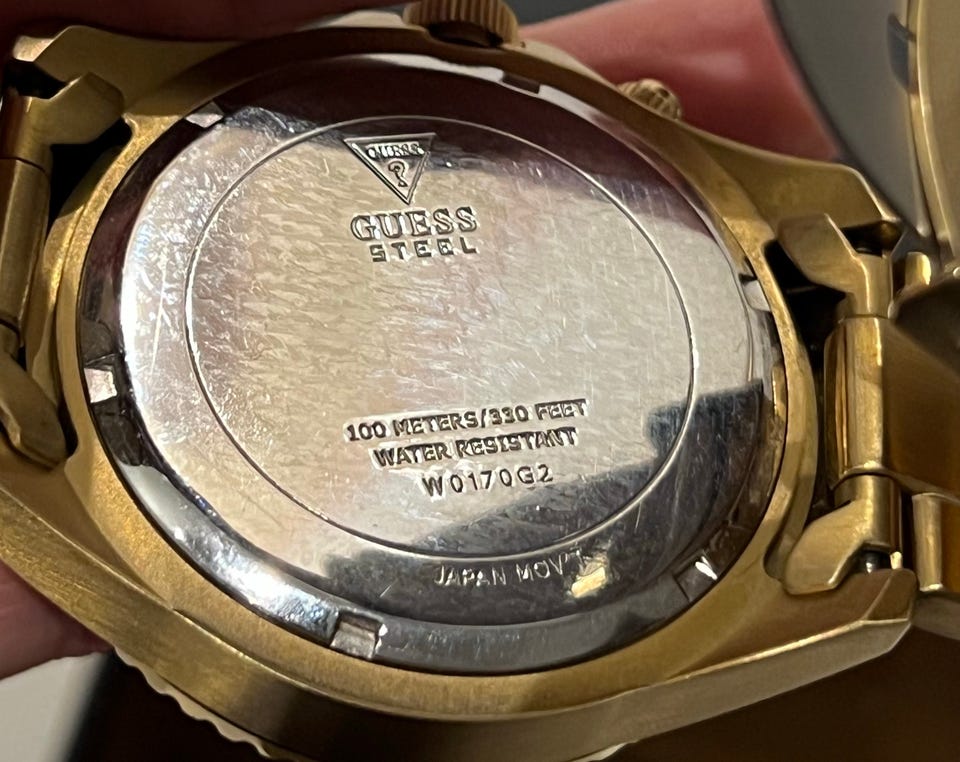 GUESS
?
GUESS
STEEL
100 METERS/330 FEET
WATER RESISTANT
W0170G2
JAPAN MOV'T